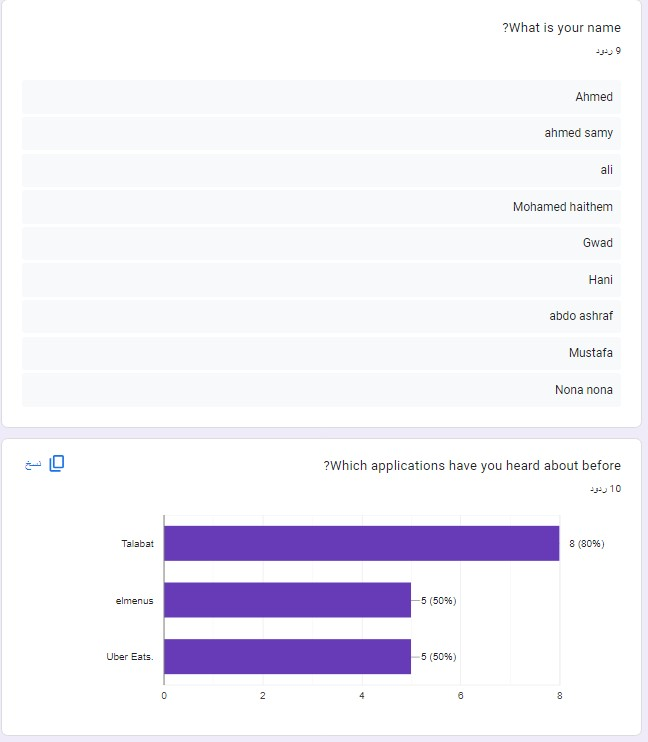 ?What is your name
9 ردود
Ahmed
ahmed samy
ali
Mohamed haithem
Gwad
Hani
abdo ashraf
Mustafa
Nona nona
نسخ
?Which applications have you heard about before
10 ردود
Talabat
8 (80%)
elmenus
5 (50%)
Uber Eats.
5 (50%)
0 2 4 6 8